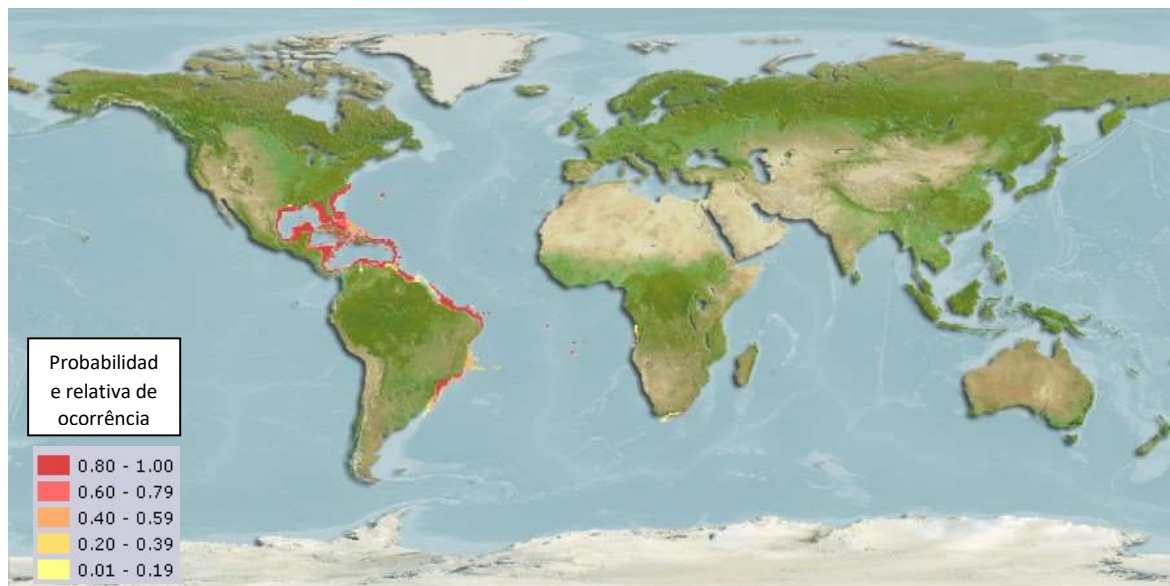 Probabilidad
e relativa de
ocorrência
0.80 - 1.00
0.60 - 0.79
0.40 - 0.59
0.20 - 0.39
0.01 - 0.19